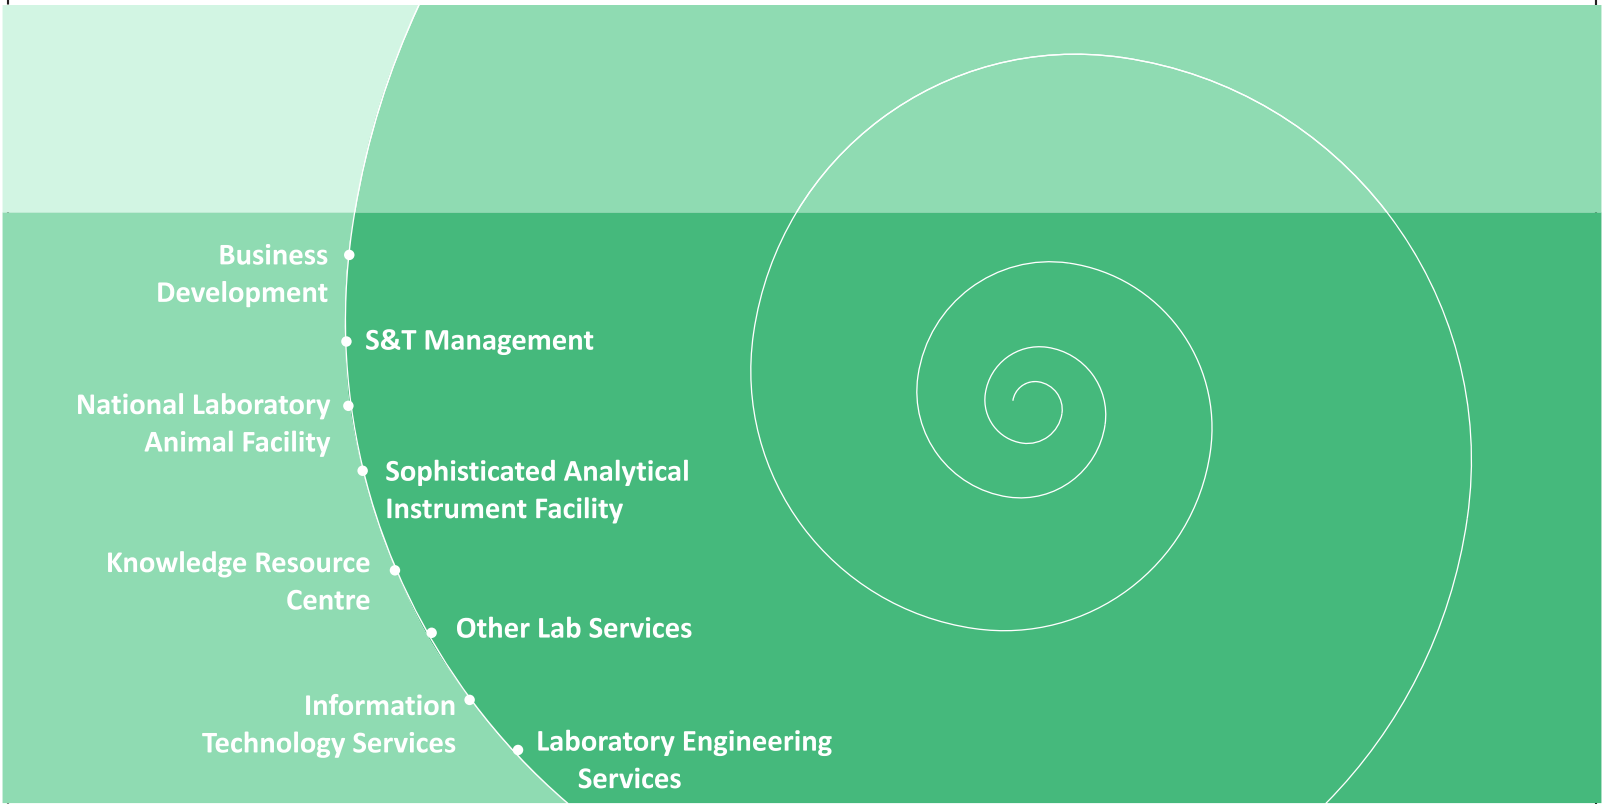 Business
Development
S&T Management
National Laboratory
Animal Facility
Sophisticated Analytical
Instrument Facility
Knowledge Resource
Centre
Other Lab Services
Information
Technology Services
Laboratory Engineering
Services